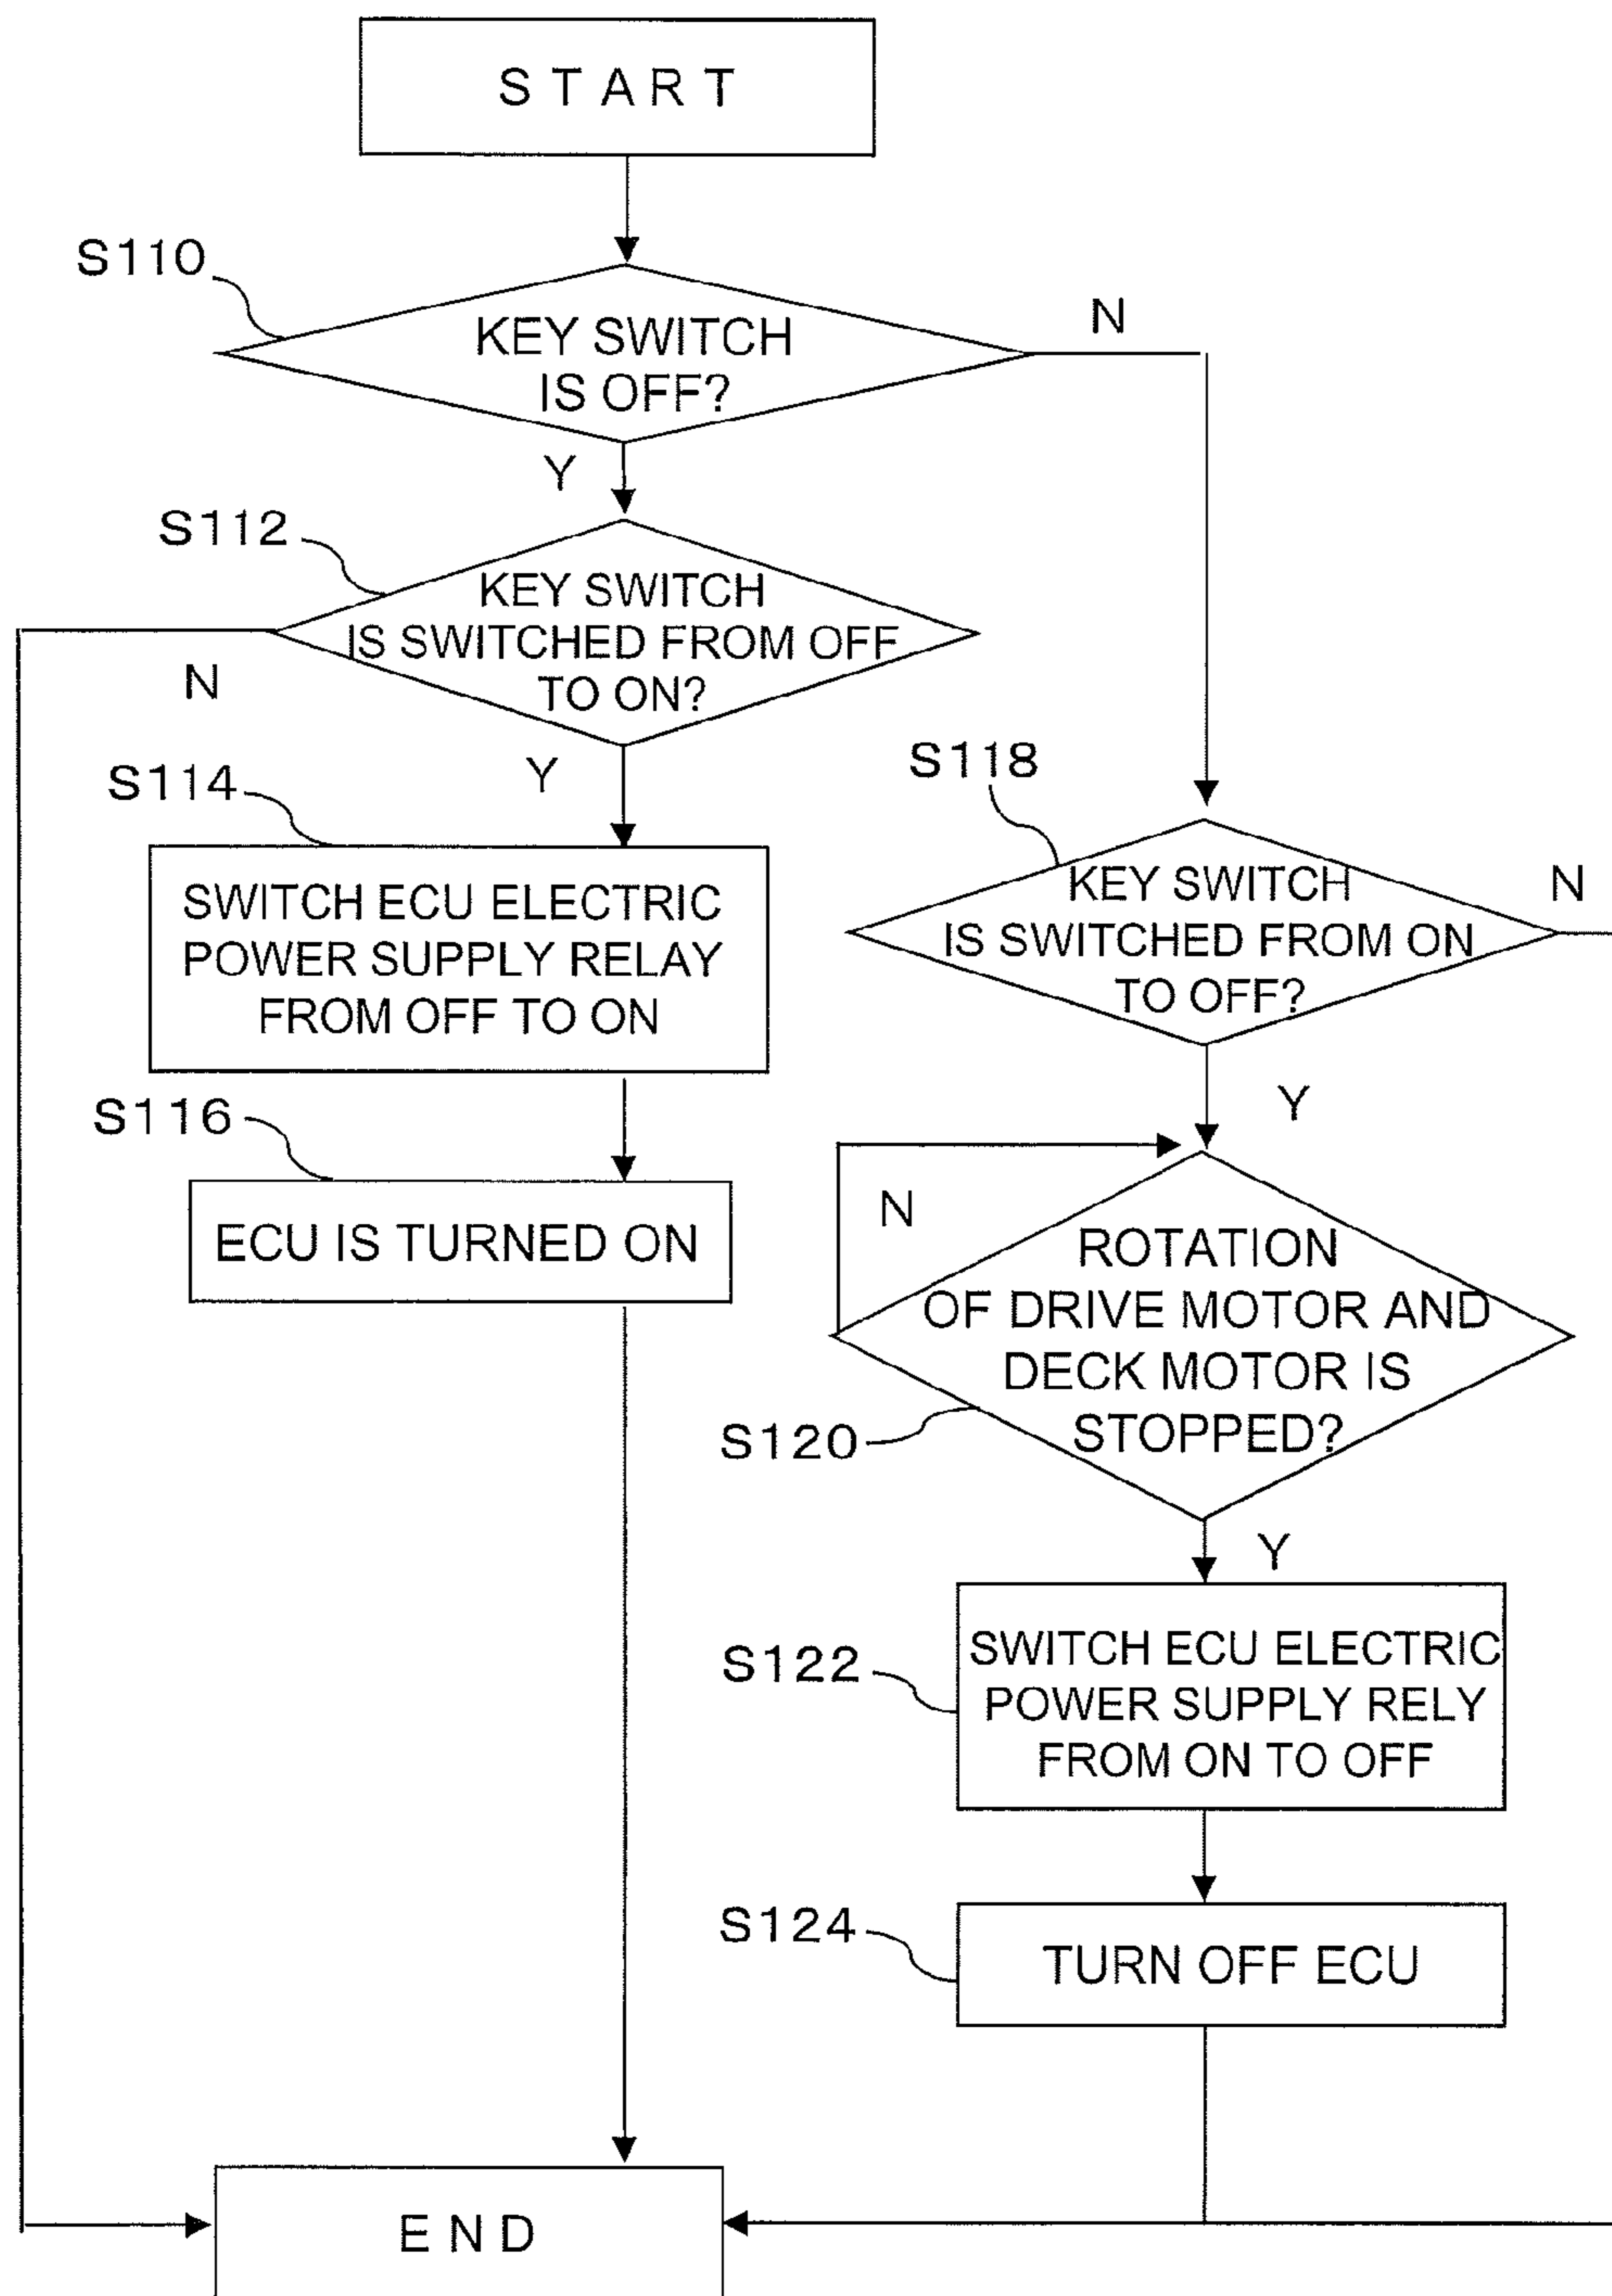 START
S110
KEY SWITCH
IS OFF?
N
Y
S112
KEY SWITCH
IS SWITCHED FROM OFF
TO ON?
N
Y
S114
SWITCH ECU ELECTRIC
POWER SUPPLY RELAY
FROM OFF TO ON
S116
ECU IS TURNED ON
S118
KEY SWITCH
IS SWITCHED FROM ON
TO OFF?
N
Y
N
ROTATION
OF DRIVE MOTOR AND
DECK MOTOR IS
STOPPED?
S120
Y
S122
SWITCH ECU ELECTRIC
POWER SUPPLY RELY
FROM ON TO OFF
S124
TURN OFF ECU
END